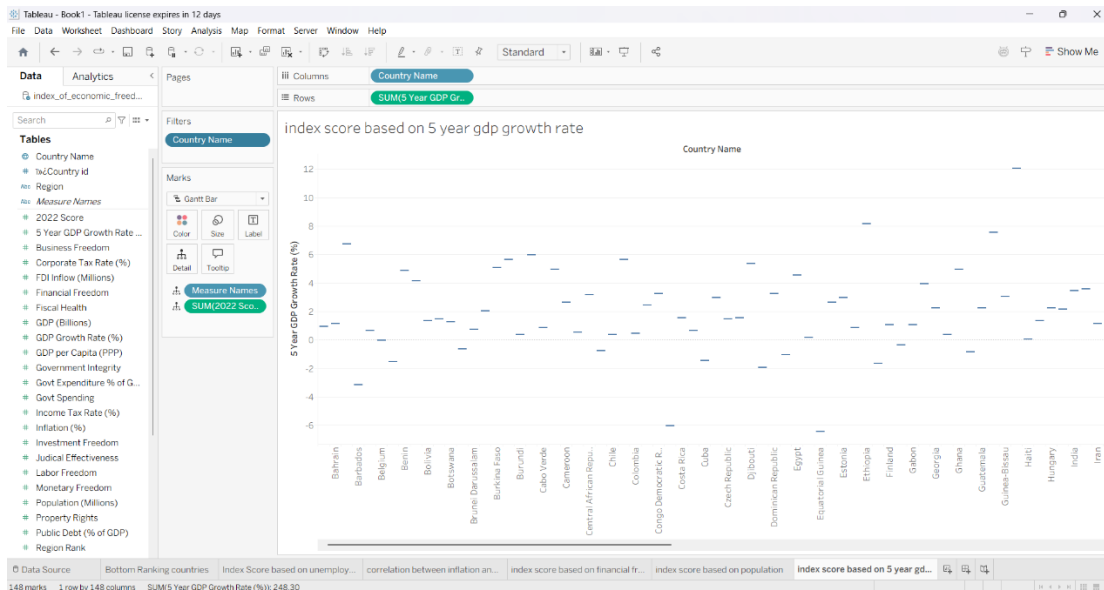 Tableau - Book1 - Tableau license expires in 12 days
File Data Worksheet Dashboard Story Analysis Map Format Server Window Help
Standard
Show Me
Data Analytics
index_of_economic_freed...
Search
Tables
Country Name
ï»¿Country id
Abc Region
Abc Measure Names
# 2022 Score
# 5 Year GDP Growth Rate ...
# Business Freedom
# Corporate Tax Rate (%)
# FDI Inflow (Millions)
# Financial Freedom
# Fiscal Health
# GDP (Billions)
# GDP Growth Rate (%)
# GDP per Capita (PPP)
# Government Integrity
# Govt Expenditure % of G...
# Govt Spending
# Income Tax Rate (%)
# Inflation (%)
# Investment Freedom
# Judical Effectiveness
# Labor Freedom
# Monetary Freedom
# Population (Millions)
# Property Rights
# Public Debt (% of GDP)
# Region Rank
Pages
Filters
Country Name
Marks
Gantt Bar
Color Size Label
Detail Tooltip
Measure Names
SUM(2022 Sco..
Columns Country Name
Rows SUM(5 Year GDP Gr..
index score based on 5 year gdp growth rate
Country Name
5 Year GDP Growth Rate (%)
12
10
8
6
4
2
0
-2
-4
-6
Bahrain
Barbados
Belgium
Benin
Bolivia
Botswana
Brunei Darussalam
Burkina Faso
Burundi
Cabo Verde
Cameroon
Central African Repu..
Chile
Colombia
Congo Democratic R..
Costa Rica
Cuba
Czech Republic
Djibouti
Dominican Republic
Egypt
Equatorial Guinea
Estonia
Ethiopia
Finland
Gabon
Georgia
Ghana
Guatemala
Guinea-Bissau
Haiti
Hungary
India
Iran
Data Source
Bottom Ranking countries
Index Score based on unemploy...
correlation between inflation an...
index score based on financial fr...
index score based on population
index score based on 5 year gd...
148 marks 1 row by 148 columns SUM(5 Year GDP Growth Rate (%)): 248.30